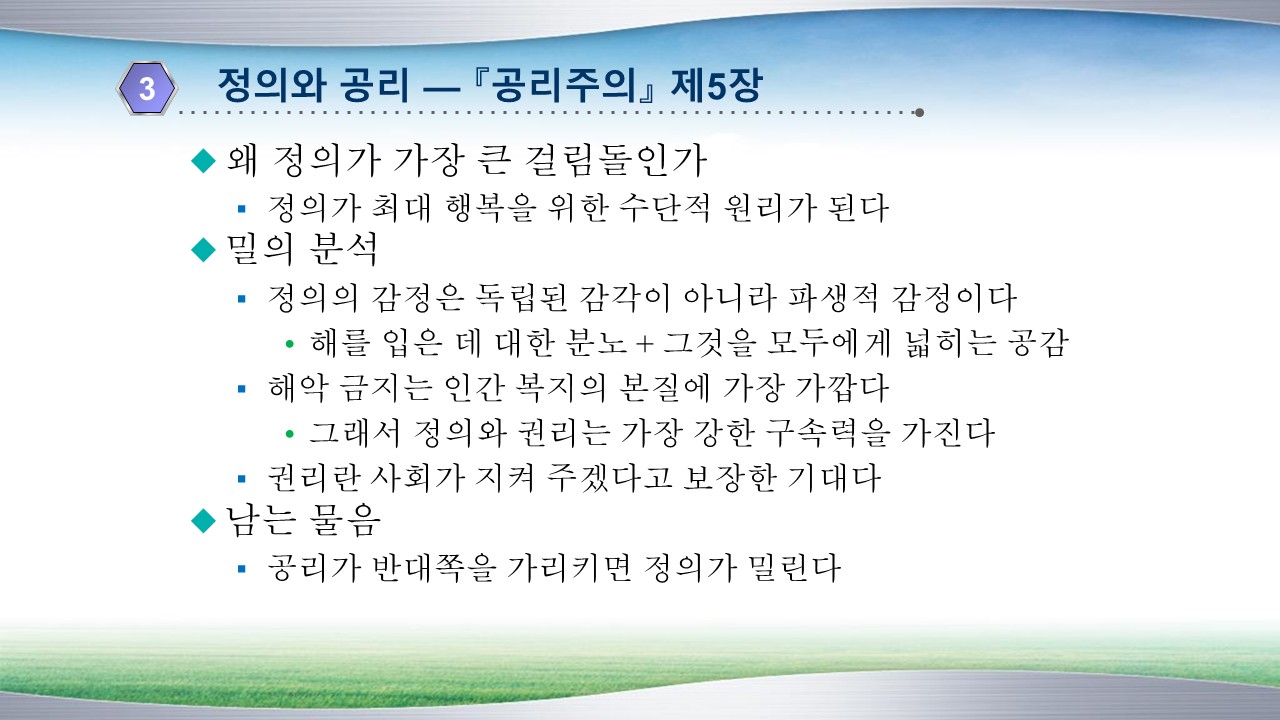 3
정의와 공리 ―『공리주의』 제5장
왜 정의가 가장 큰 걸림돌인가
정의가 최대 행복을 위한 수단적 원리가 된다
밀의 분석
정의의 감정은 독립된 감각이 아니라 파생적 감정이다
해를 입은 데 대한 분노 + 그것을 모두에게 넓히는 공감
해악 금지는 인간 복지의 본질에 가장 가깝다
그래서 정의와 권리는 가장 강한 구속력을 가진다
권리란 사회가 지켜 주겠다고 보장한 기대다
남는 물음
공리가 반대쪽을 가리키면 정의가 밀린다